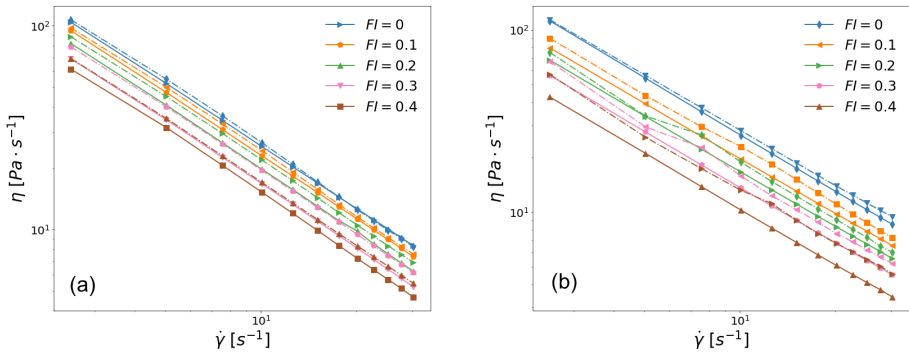 10²
10¹
η [Pa · s⁻¹]
FI = 0
FI = 0.1
FI = 0.2
FI = 0.3
FI = 0.4
(a)
10¹
γ̇ [s⁻¹]
10²
10¹
η [Pa · s⁻¹]
FI = 0
FI = 0.1
FI = 0.2
FI = 0.3
FI = 0.4
(b)
10¹
γ̇ [s⁻¹]